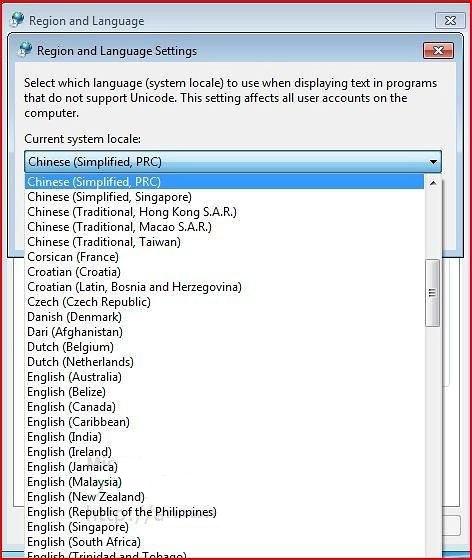 Region and Language
Region and Language Settings
Select which language (system locale) to use when displaying text in programs
that do not support Unicode. This setting affects all user accounts on the
computer.
Current system locale:
Chinese (Simplified, PRC)
Chinese (Simplified, PRC)
Chinese (Simplified, Singapore)
Chinese (Traditional, Hong Kong S.A.R.)
Chinese (Traditional, Macao S.A.R.)
Chinese (Traditional, Taiwan)
Corsican (France)
Croatian (Croatia)
Croatian (Latin, Bosnia and Herzegovina)
Czech (Czech Republic)
Danish (Denmark)
Dari (Afghanistan)
Dutch (Belgium)
Dutch (Netherlands)
English (Australia)
English (Belize)
English (Canada)
English (Caribbean)
English (India)
English (Ireland)
English (Jamaica)
English (Malaysia)
English (New Zealand)
English (Republic of the Philippines)
English (Singapore)
English (South Africa)
English (Trinidad and Tobago)